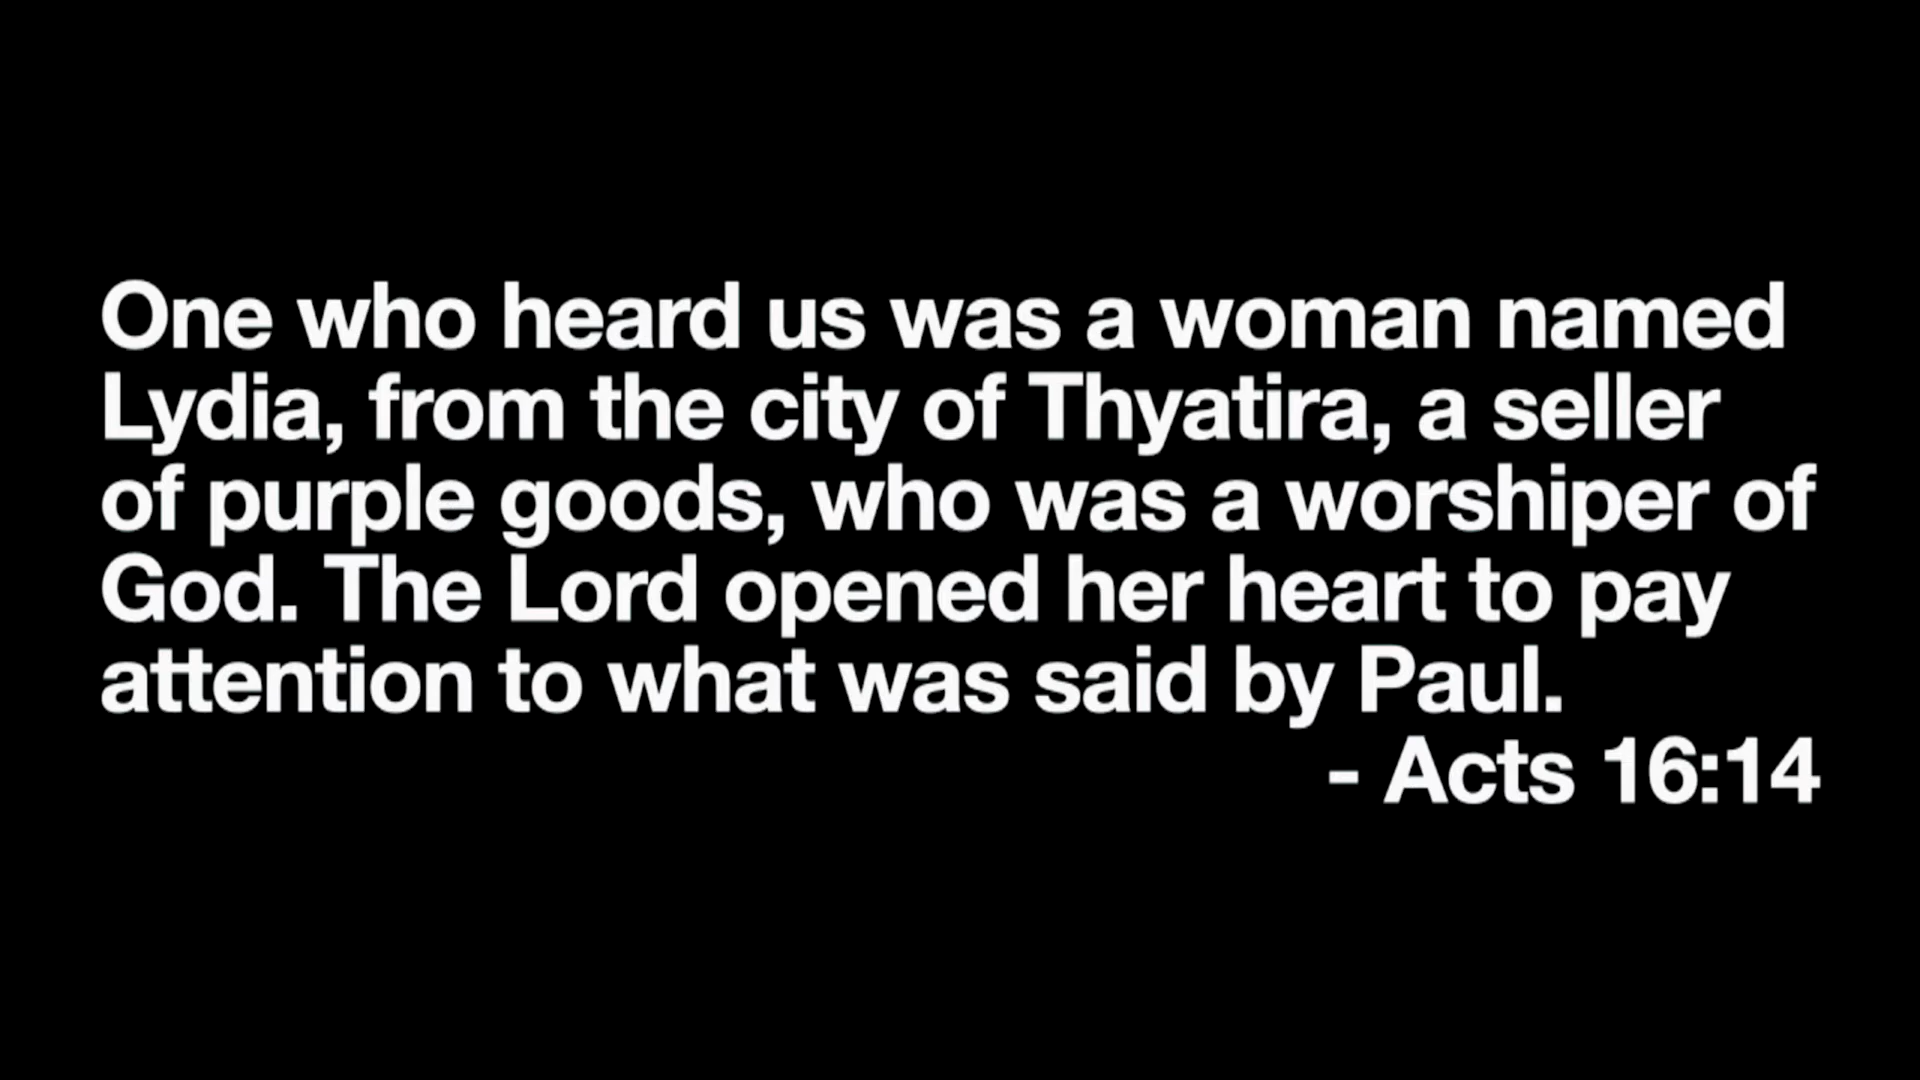 One who heard us was a woman named
Lydia, from the city of Thyatira, a seller
of purple goods, who was a worshiper of
God. The Lord opened her heart to pay
attention to what was said by Paul.
- Acts 16:14